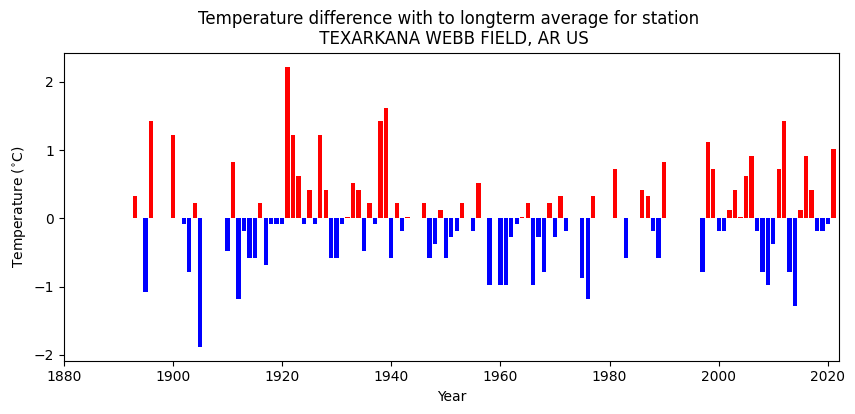 Temperature difference with to longterm average for station
TEXARKANA WEBB FIELD, AR US
Temperature (°C)
2
1
0
−1
−2
1880 1900 1920 1940 1960 1980 2000 2020
Year